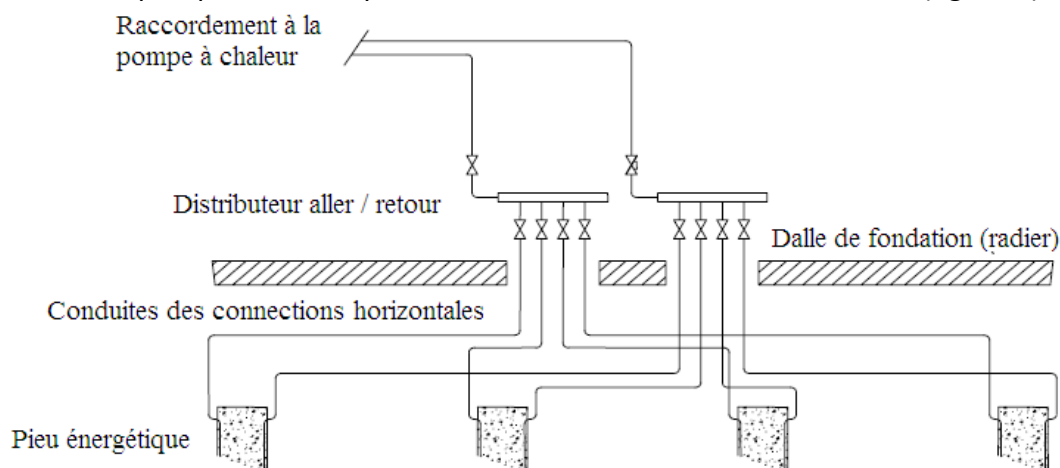 Raccordement à la
pompe à chaleur
Distributeur aller / retour
Dalle de fondation (radier)
Conduites des connections horizontales
Pieu énergétique